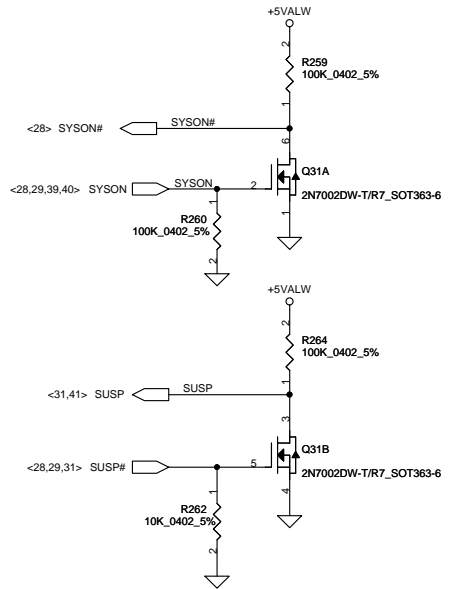 +5VALW
2
R259
100K_0402_5%
1
<28> SYSON#
SYSON#
6
Q31A
2N7002DW-T/R7_SOT363-6
<28,29,39,40> SYSON
SYSON
2
1
1
R260
100K_0402_5%
2
+5VALW
2
R264
100K_0402_5%
1
<31,41> SUSP
SUSP
3
Q31B
2N7002DW-T/R7_SOT363-6
<28,29,31> SUSP#
5
4
1
R262
10K_0402_5%
2